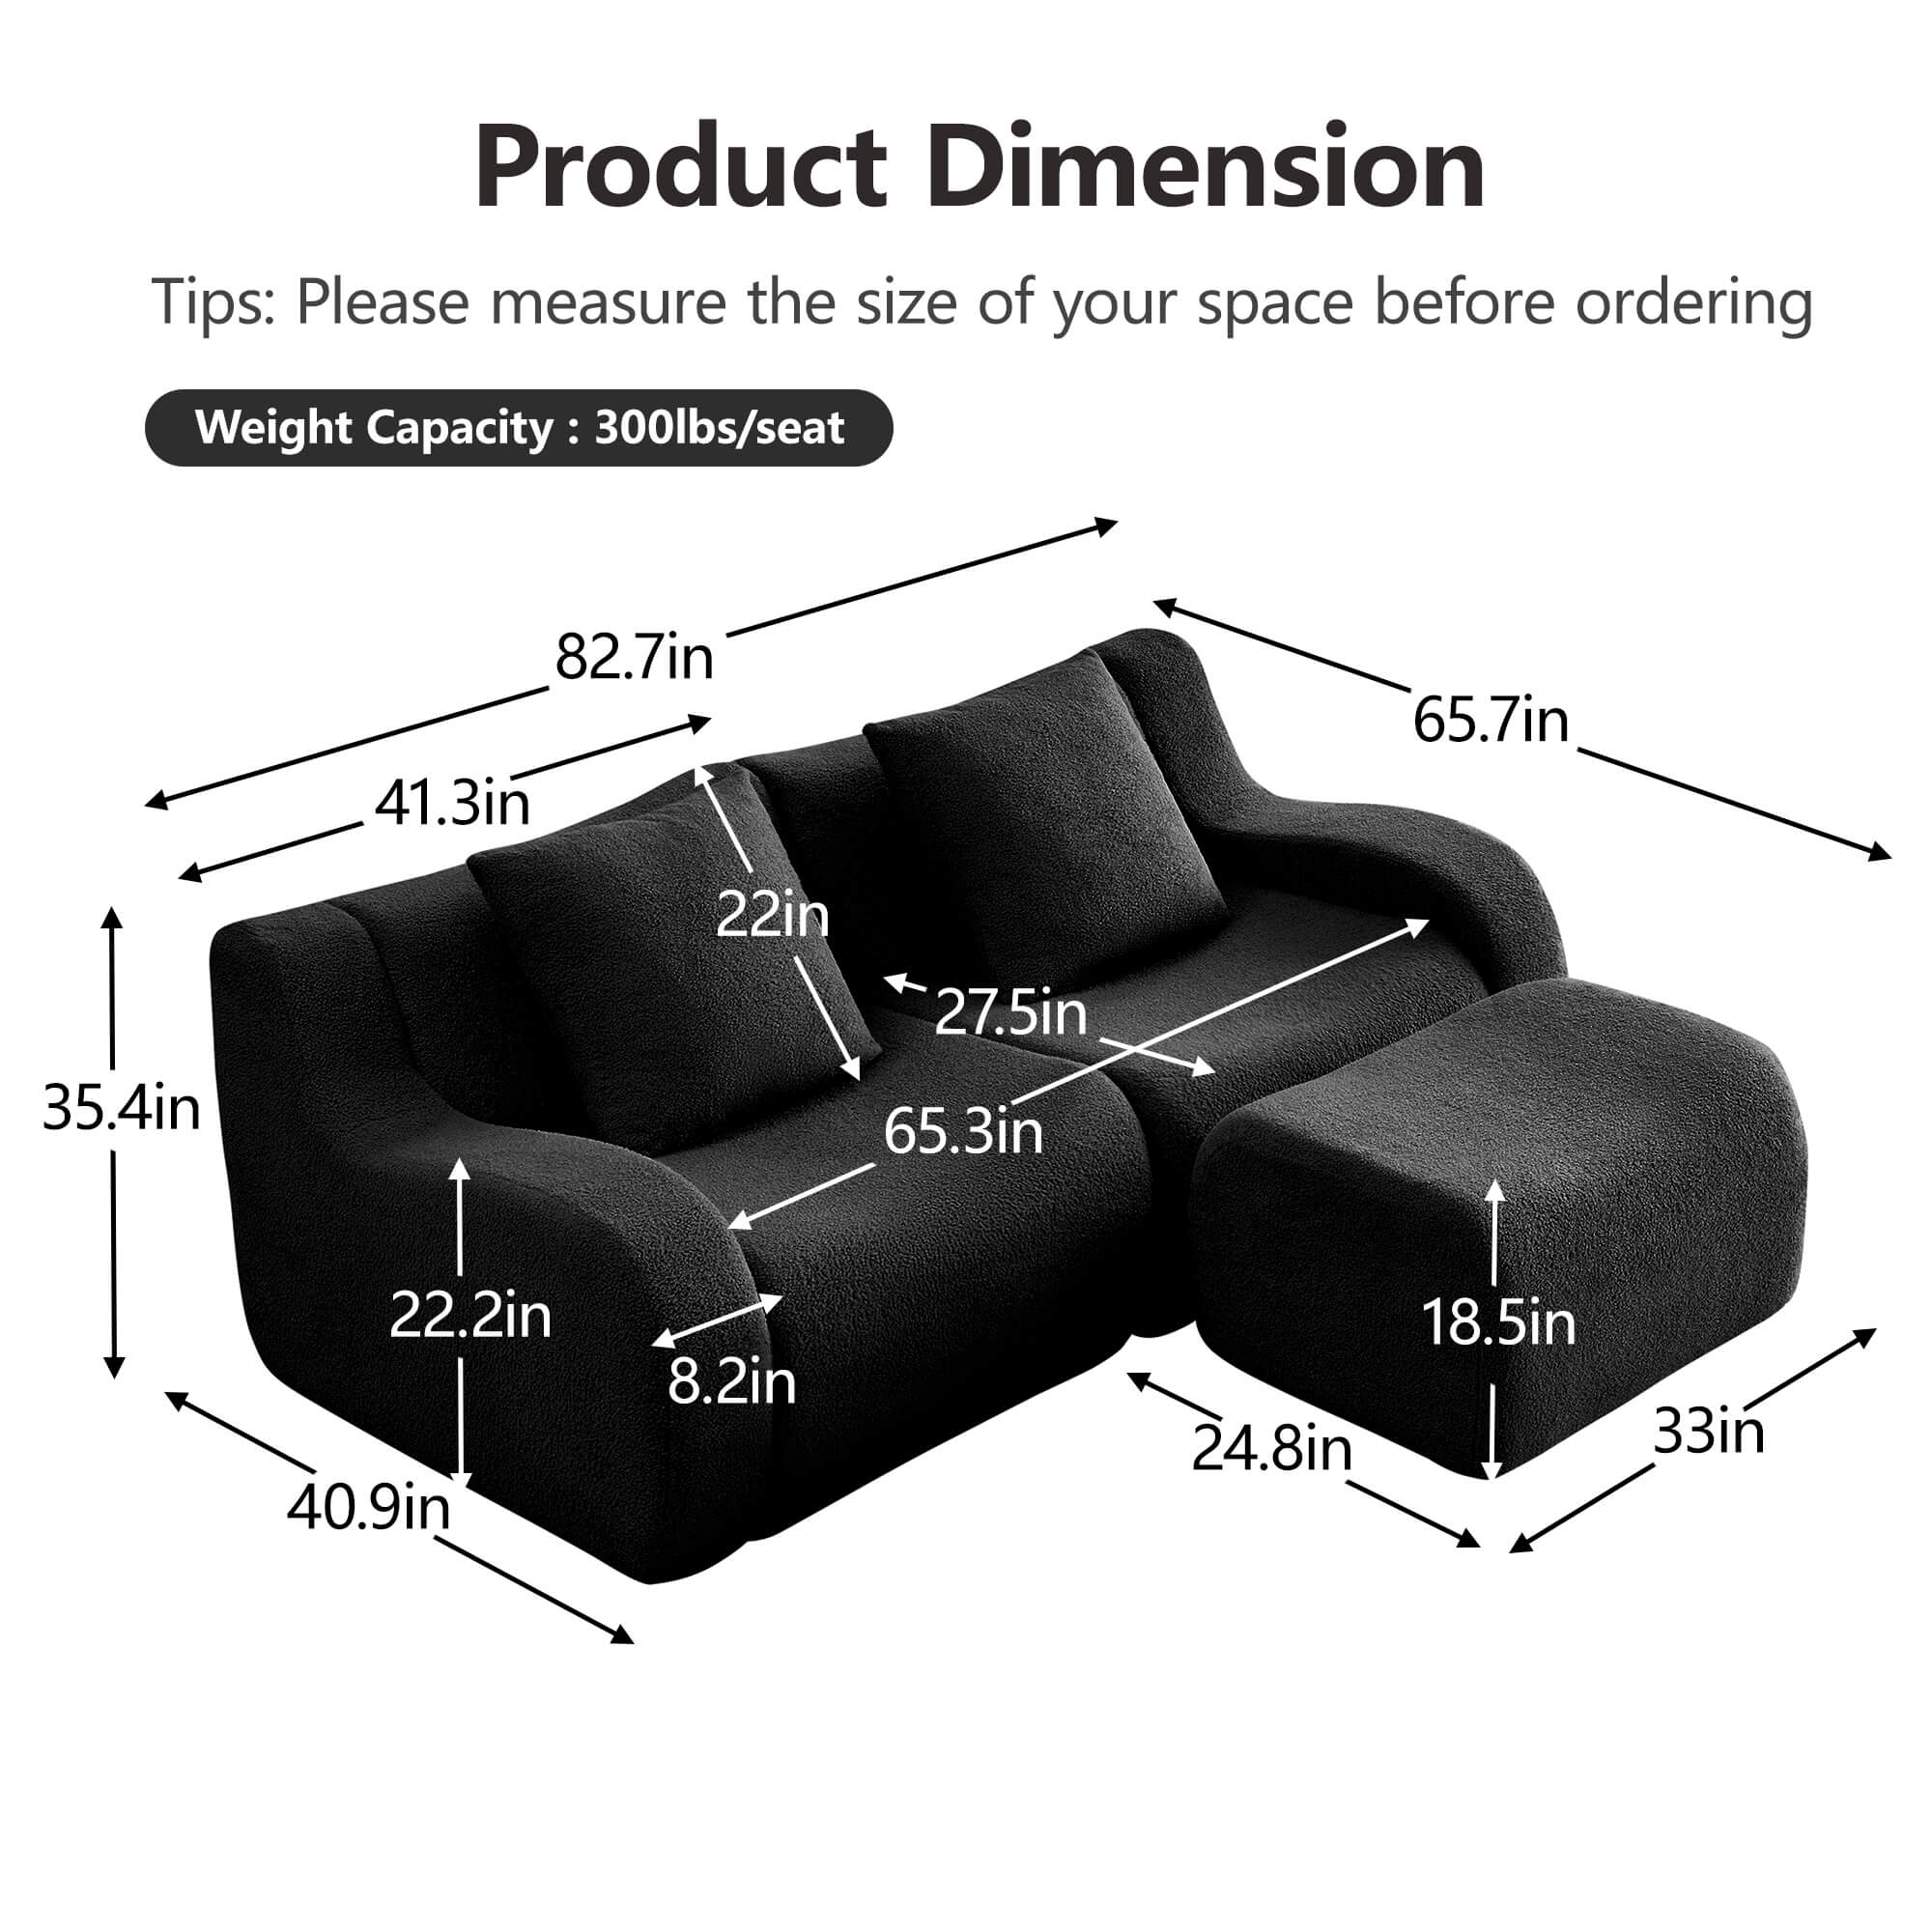 Product Dimension
Tips: Please measure the size of your space before ordering
Weight Capacity : 300lbs/seat
82.7in
65.7in
41.3in
22in
27.5in
35.4in
65.3in
22.2in
18.5in
8.2in
33in
24.8in
40.9in